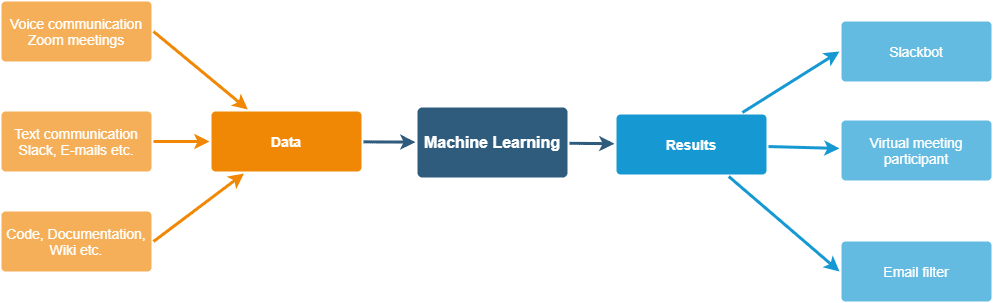 Voice communication
Zoom meetings
Text communication
Slack, E-mails etc.
Code, Documentation,
Wiki etc.
Data
Machine Learning
Results
Slackbot
Virtual meeting
participant
Email filter